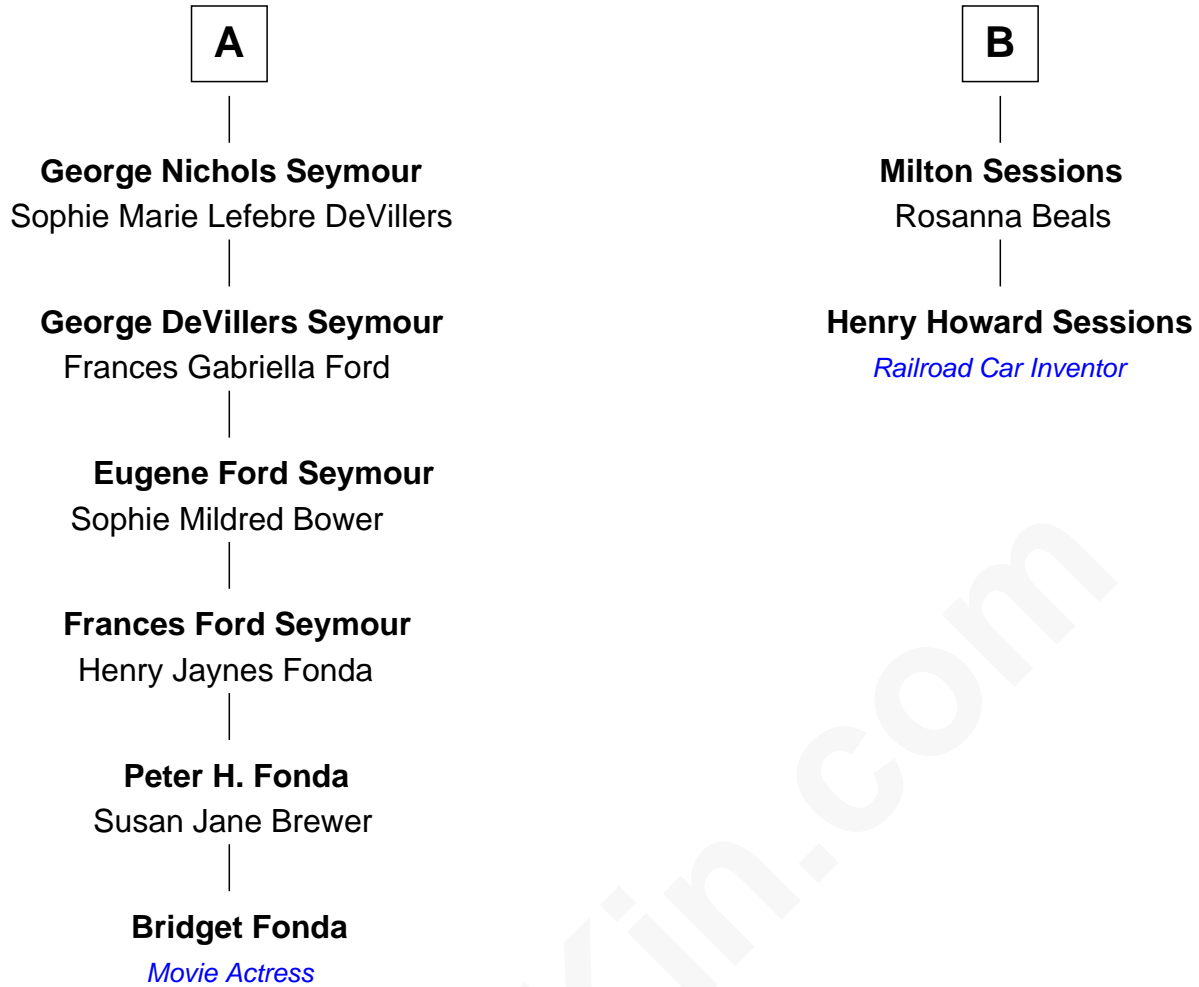 A
George Nichols Seymour
Sophie Marie Lefebre DeVillers
George DeVillers Seymour
Frances Gabriella Ford
Eugene Ford Seymour
Sophie Mildred Bower
Frances Ford Seymour
Henry Jaynes Fonda
Peter H. Fonda
Susan Jane Brewer
Bridget Fonda
Movie Actress
B
Milton Sessions
Rosanna Beals
Henry Howard Sessions
Railroad Car Inventor
in.com